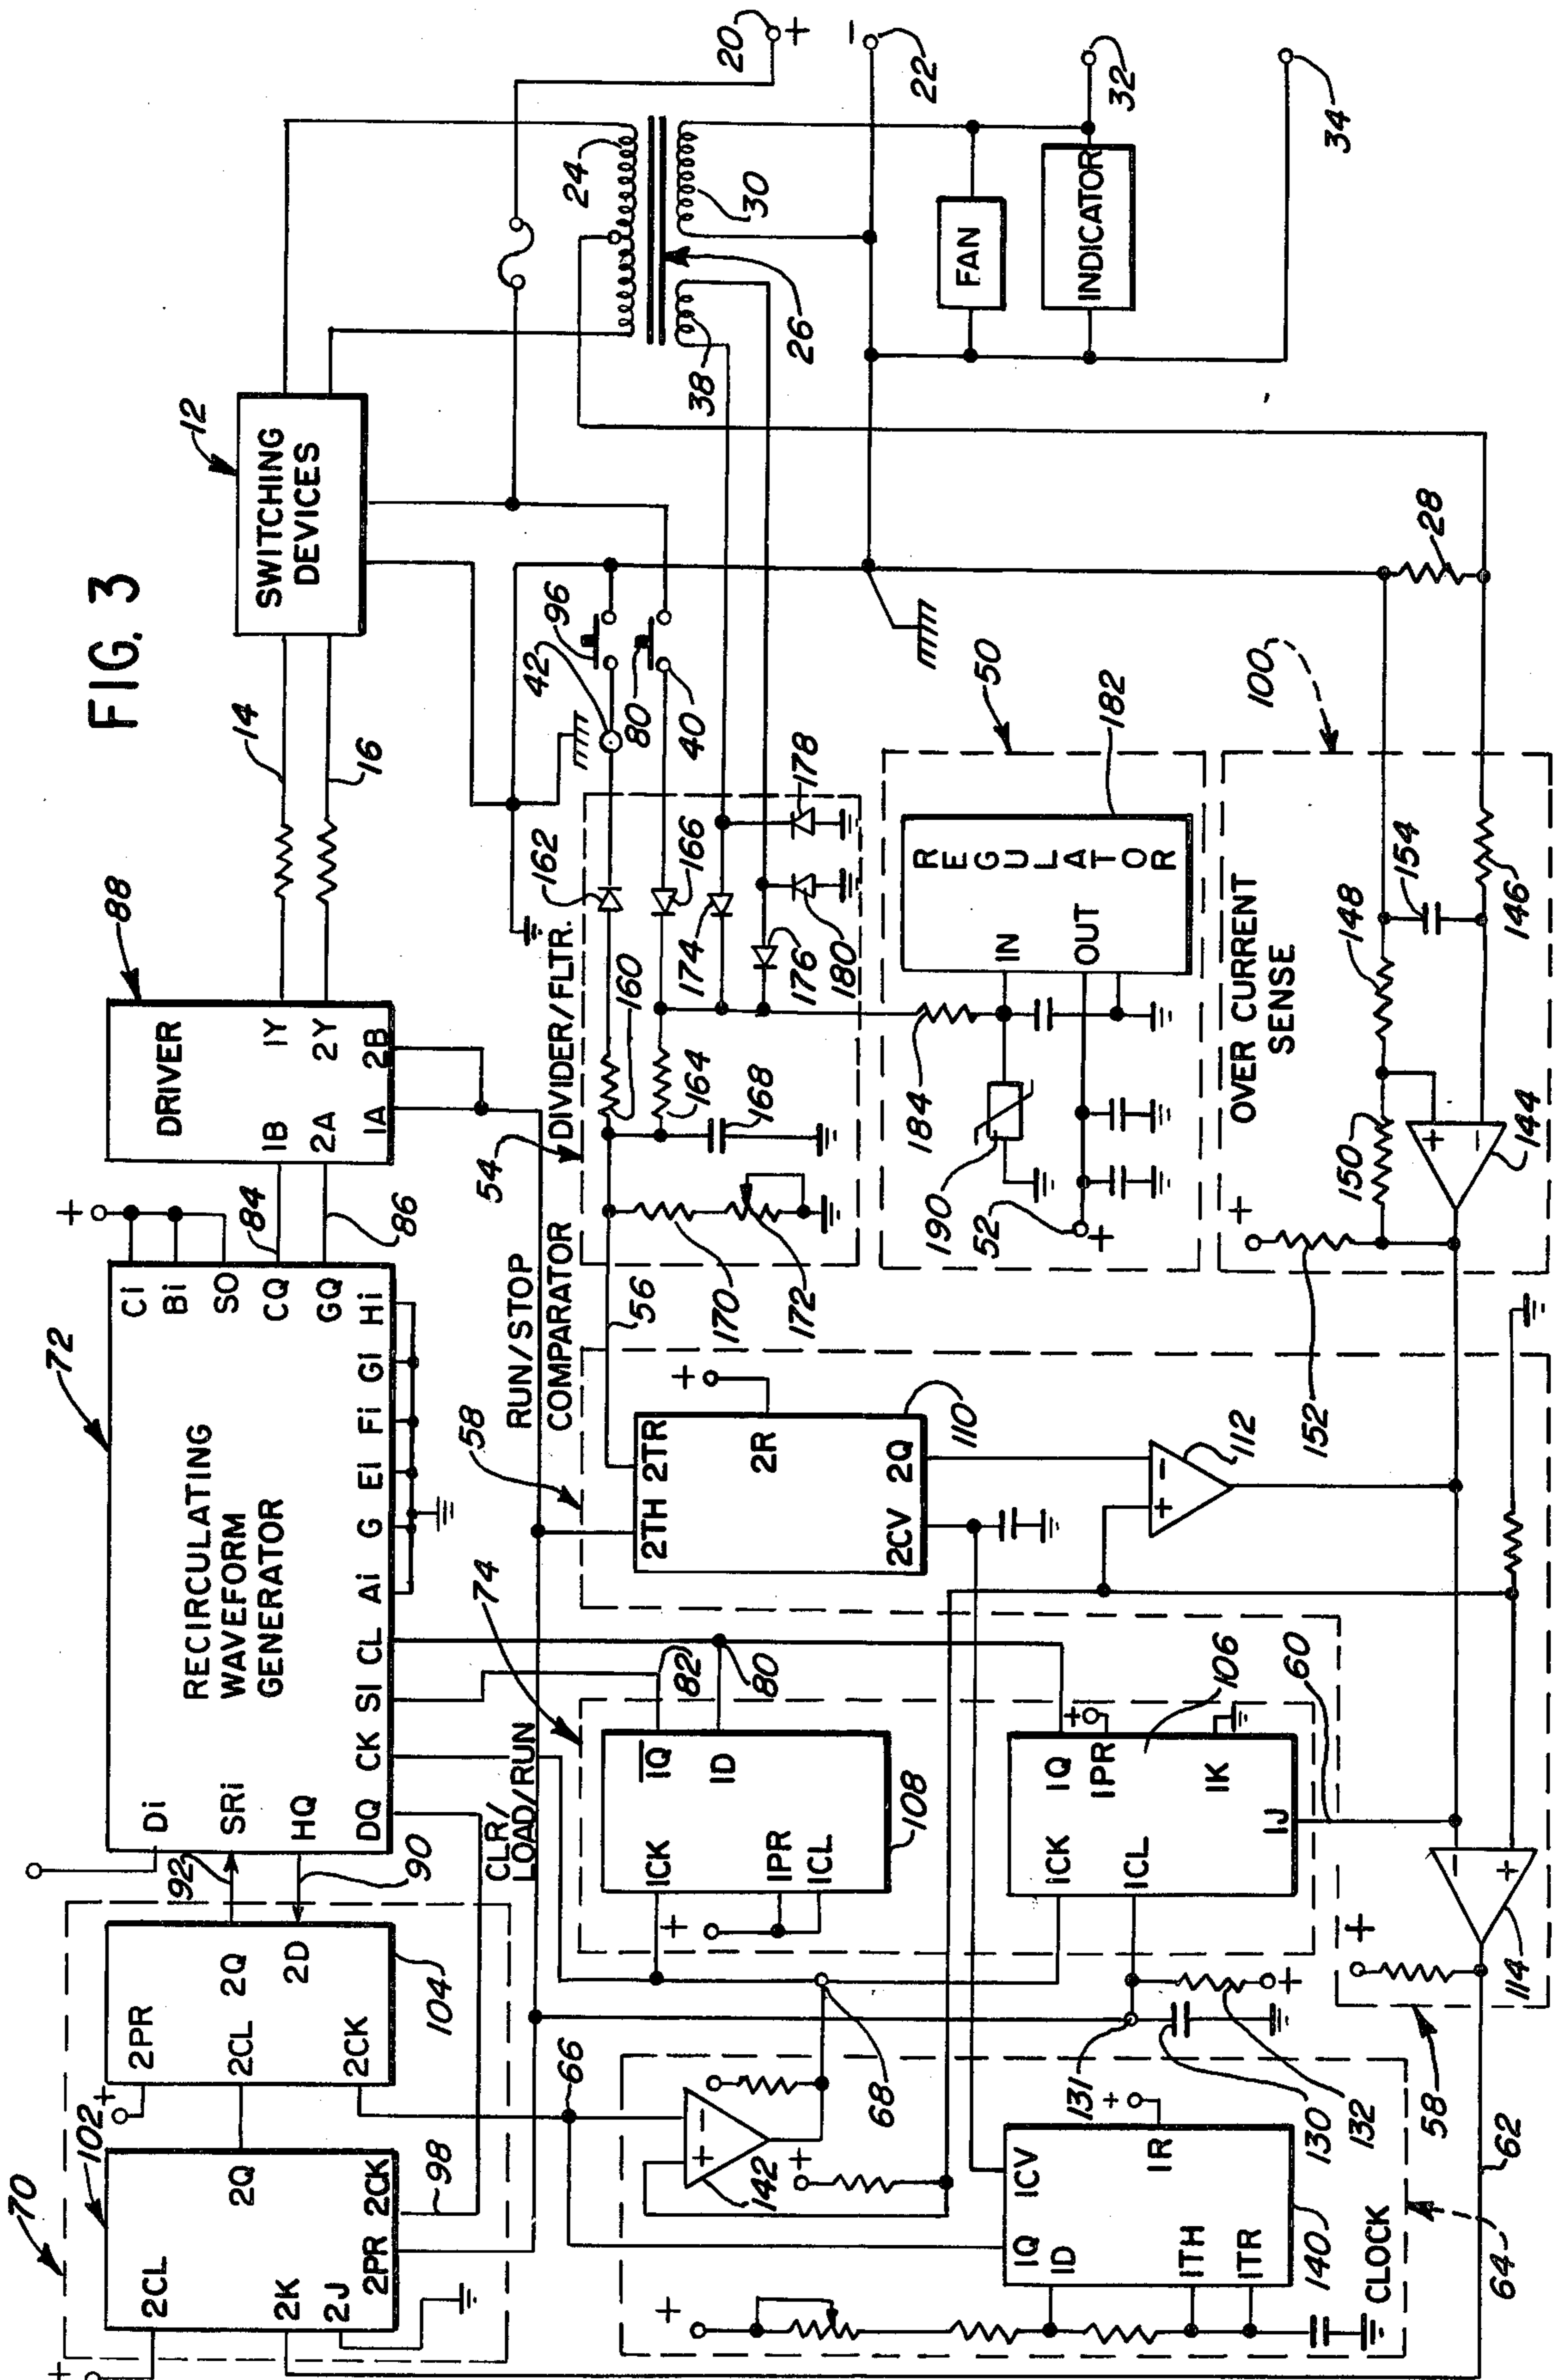 FIG. 3
70
102
2CL
2K
2J
2PR
2CK
2Q
98
104
2PR
2CL
2CK
2Q
2D
92
90
72
RECIRCULATING
WAVEFORM
GENERATOR
Di
SRi
HQ
DQ
CK
SI
CL
Ai
G
Ei
Fi
Gi
Hi
Ci
Bi
SO
CQ
GQ
+
84
86
88
DRIVER
1B
2A
1A
2B
1Y
2Y
14
16
12
SWITCHING
DEVICES
20
+
22
−
24
26
30
38
32
34
FAN
INDICATOR
CLR/
LOAD/RUN
RUN/STOP
COMPARATOR
54
DIVIDER/FLTR.
160
162
164
166
168
170
172
174
176
178
180
42
96
80
40
56
58
2TH
2TR
2R
2CV
2Q
110
112
74
1CK
1PR
1CL
1Q
1D
108
82
80
1CK
1CL
1Q
1PR
1K
1J
106
60
66
68
142
131
130
132
1Q
1D
1CV
1R
1TH
1TR
140
CLOCK
64
62
58
114
50
REGULATOR
IN
OUT
182
184
190
52
+
100
OVER CURRENT
SENSE
28
144
146
148
150
152
154